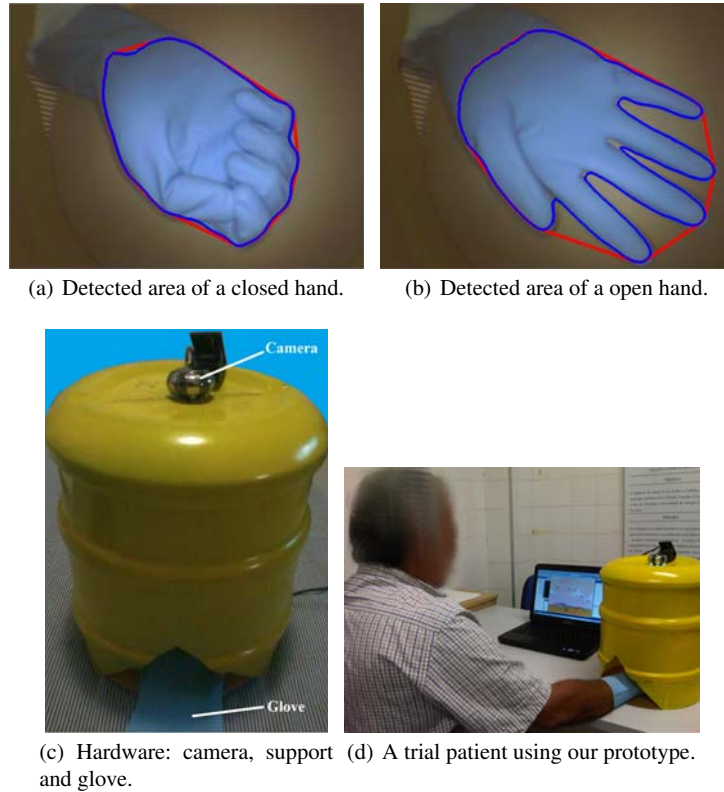 (a) Detected area of a closed hand.
(b) Detected area of a open hand.
Camera
Glove
(c) Hardware: camera, support
and glove.
(d) A trial patient using our prototype.